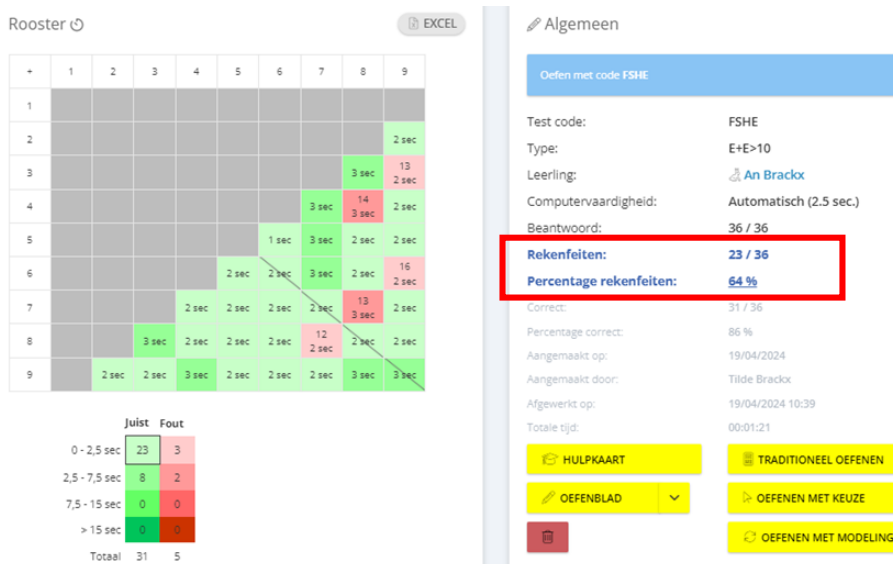 Rooster
EXCEL
+ 1 2 3 4 5 6 7 8 9
1
2 2 sec
3 3 sec 13 2 sec
4 3 sec 14 3 sec 2 sec
5 1 sec 3 sec 2 sec 2 sec
6 2 sec 2 sec 3 sec 2 sec 16 2 sec
7 2 sec 2 sec 2 sec 2 sec 13 3 sec 2 sec
8 3 sec 2 sec 2 sec 2 sec 12 2 sec 2 sec 2 sec
9 2 sec 2 sec 3 sec 2 sec 2 sec 2 sec 3 sec 3 sec
Juist Fout
0 - 2,5 sec 23 3
2,5 - 7,5 sec 8 2
7,5 - 15 sec 0 0
> 15 sec 0 0
Totaal 31 5
Algemeen
Oefen met code FSHE
Test code: FSHE
Type: E+E>10
Leerling: An Brackx
Computervaardigheid: Automatisch (2.5 sec.)
Beantwoord: 36 / 36
Rekenfeiten: 23 / 36
Percentage rekenfeiten: 64 %
Correct: 31 / 36
Percentage correct: 86 %
Aangemaakt op: 19/04/2024
Aangemaakt door: Tilde Brackx
Afgewerkt op: 19/04/2024 10:39
Totale tijd: 00:01:21
HULPKAART
TRADITIONEEL OEFENEN
OEFENBLAD
OEFENEN MET KEUZE
OEFENEN MET MODELING